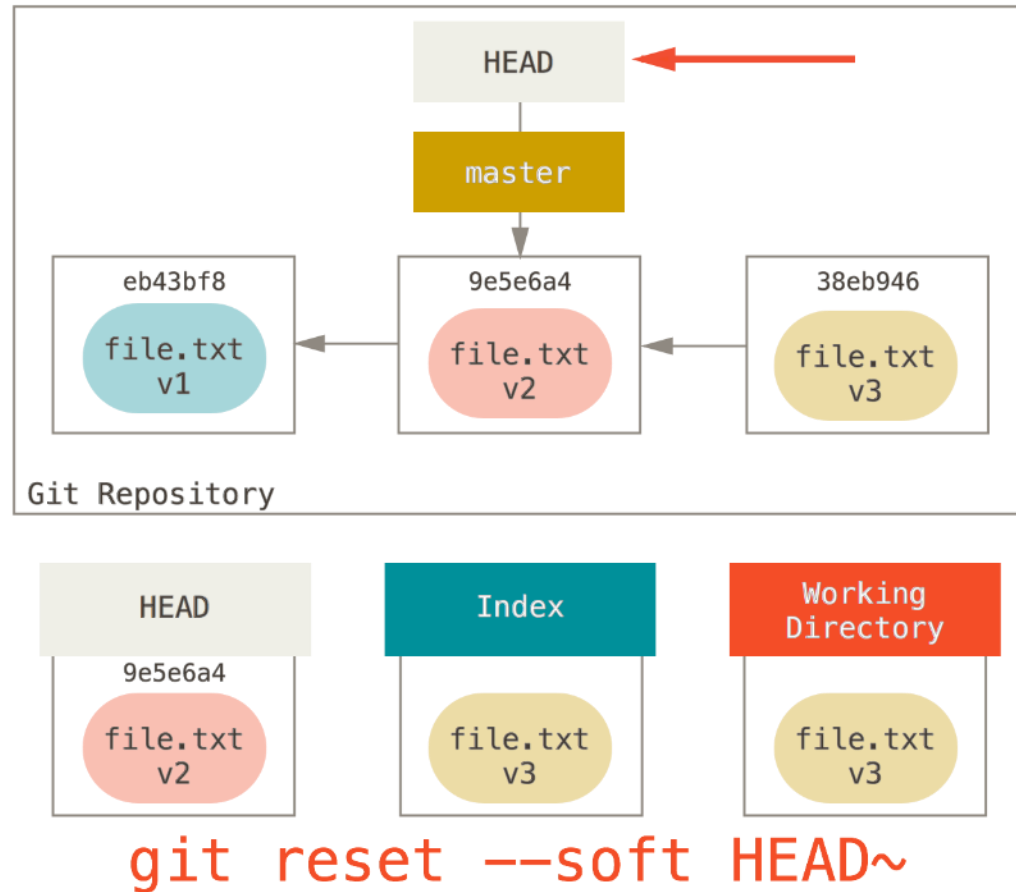 HEAD
master
eb43bf8
9e5e6a4
38eb946
file.txt
v1
file.txt
v2
file.txt
v3
Git Repository
HEAD
Index
Working
Directory
9e5e6a4
file.txt
v2
file.txt
v3
file.txt
v3
git reset --soft HEAD~